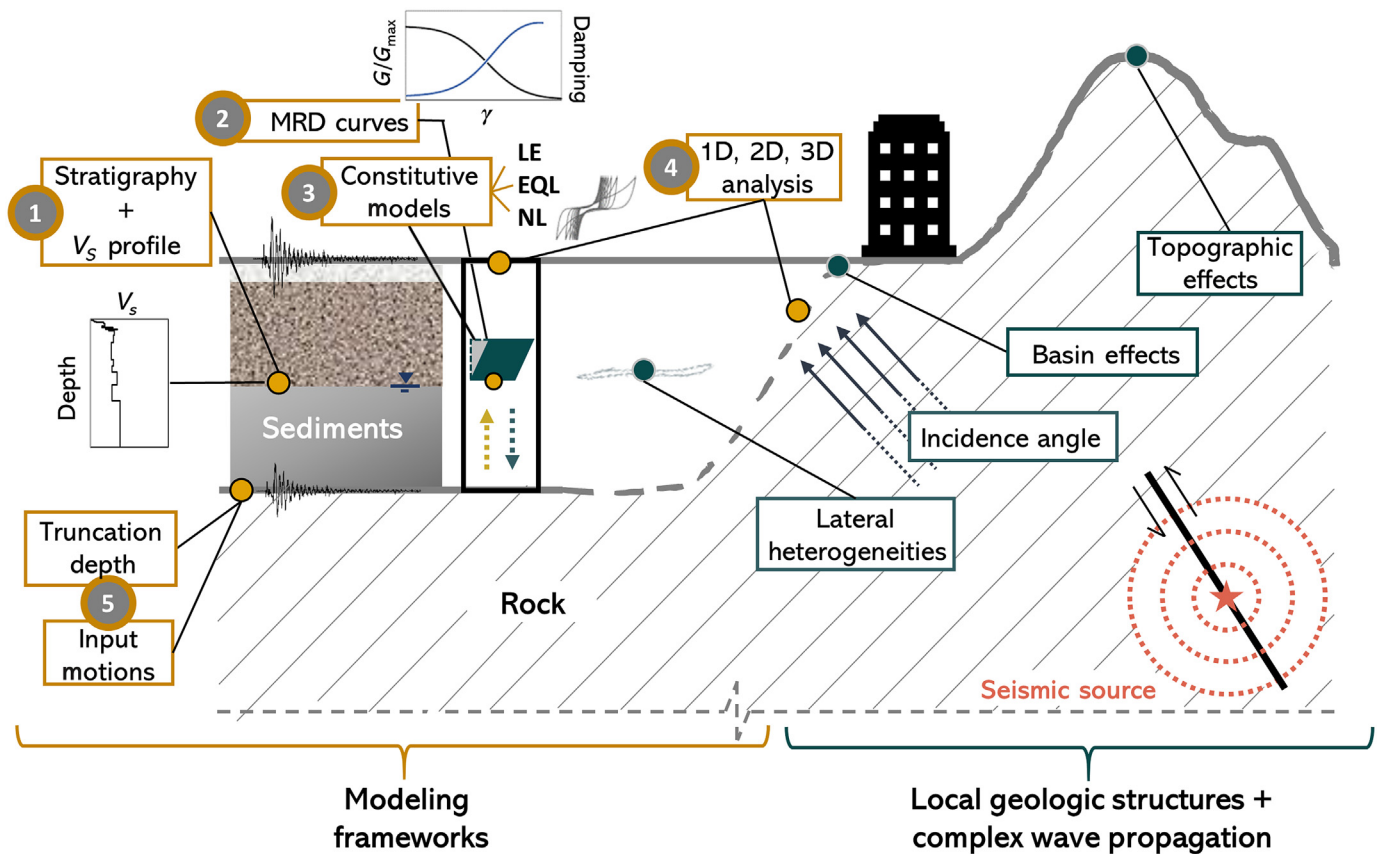 G/Gmax
Damping
γ
2
MRD curves
1
Stratigraphy
+
VS profile
3
Constitutive
models
LE
EQL
NL
4
1D, 2D, 3D
analysis
Topographic
effects
Vs
Depth
Basin effects
Sediments
Incidence angle
Lateral
heterogeneities
Truncation
depth
5
Input
motions
Rock
Seismic source
Modeling
frameworks
Local geologic structures +
complex wave propagation